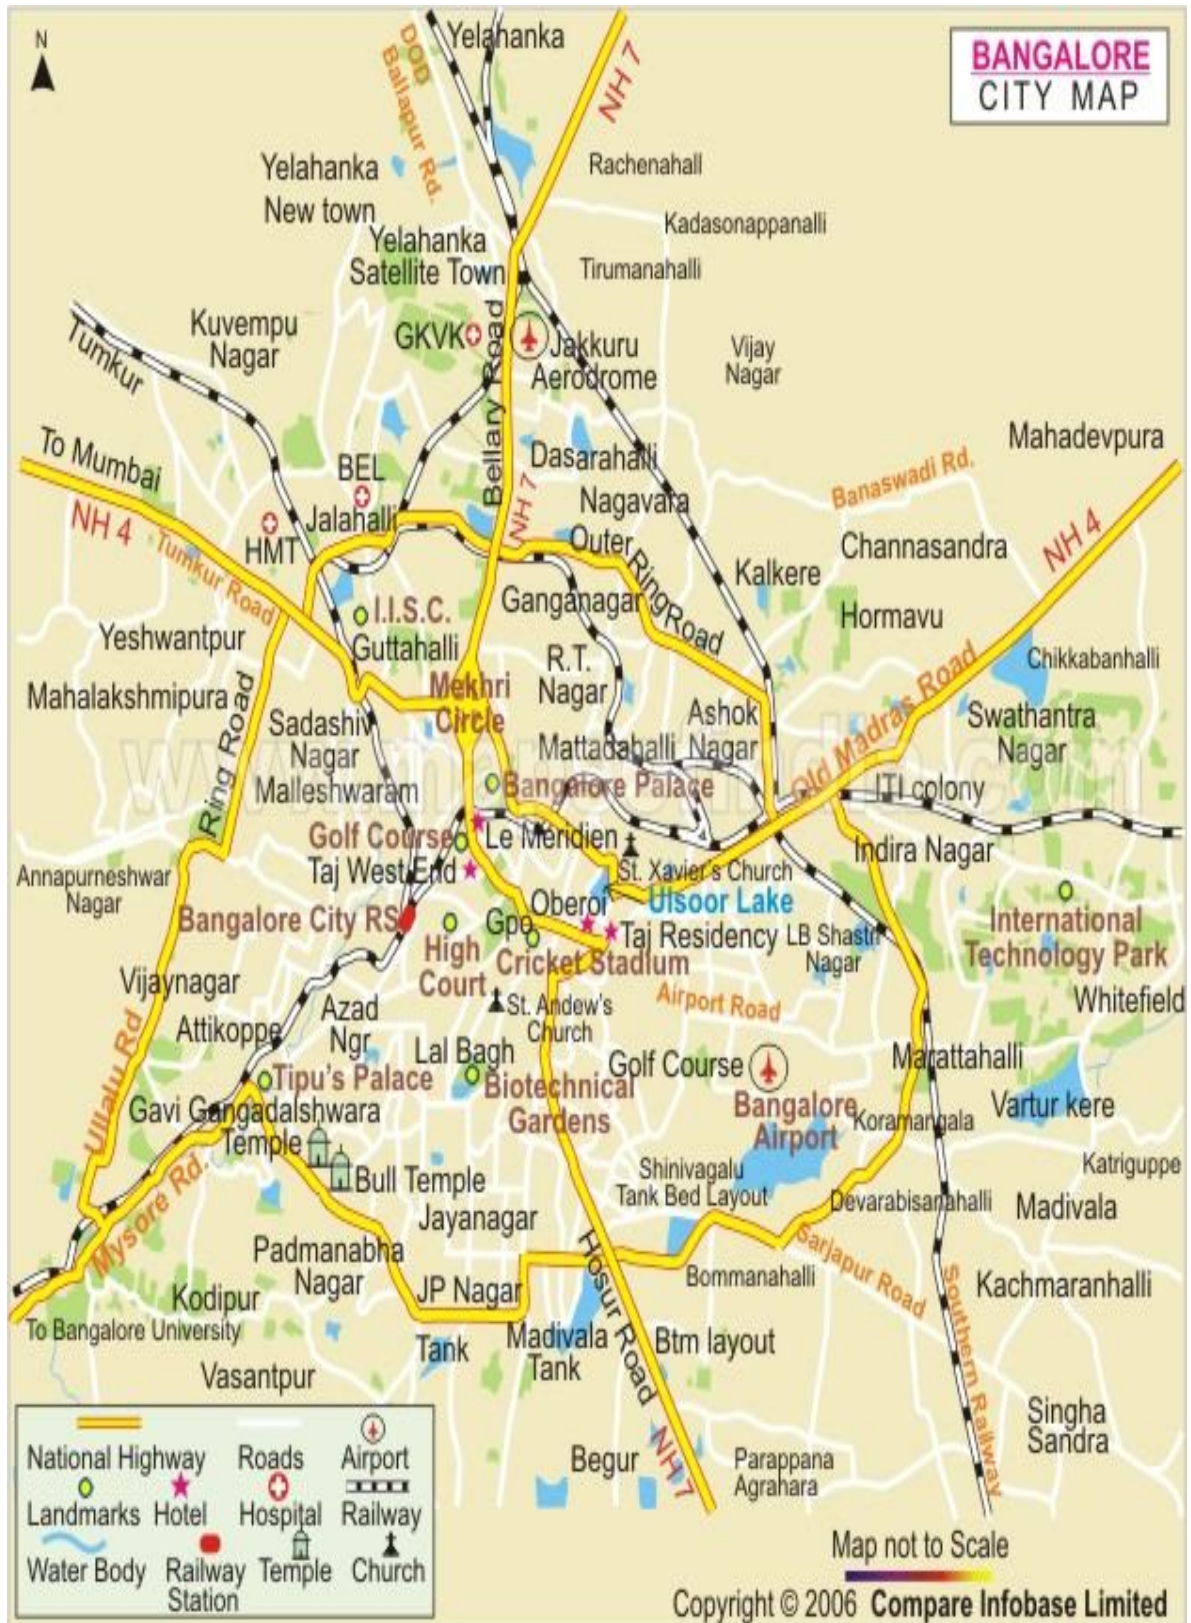 BANGALORE
CITY MAP
N
Yelahanka
DOD
Ballapur Rd.
NH 7
Rachenahall
Yelahanka
New town
Kadasonappanalli
Yelahanka
Satellite Town
Tirumanahalli
Kuvempu
Nagar
Tumkur
GKVK
Bellary Road
Jakkuru
Aerodrome
Vijay
Nagar
Mahadevpura
To Mumbai
NH 4
BEL
Dasarahalli
Banaswadi Rd.
Nagavara
NH 7
Jalahalli
HMT
Tumkur Road
Outer
Ring
Road
Channasandra
NH 4
Kalkere
Ganganagar
Hormavu
I.I.S.C.
Guttahalli
Yeshwantpur
R.T.
Nagar
Chikkabanhalli
Mahalakshmipura
Mekhri
Circle
Ring Road
Sadashiv
Nagar
Ashok
Nagar
Mattadahalli
Old Madras Road
Swathantra
Nagar
Malleshwaram
Bangalore Palace
ITI colony
Golf Course
Le Meridien
Indira Nagar
Taj West End
St. Xavier's Church
Annapurneshwar
Nagar
Oberoi
Ulsoor Lake
Bangalore City RS
High
Court
Gpo
Taj Residency
LB Shastri
Nagar
International
Technology Park
Cricket Stadium
Vijaynagar
Airport Road
Whitefield
Azad
Ngr
St. Andew's
Church
Attikoppe
Lal Bagh
Golf Course
Marattahalli
Ullalu Rd
Tipu's Palace
Biotechnical
Gardens
Bangalore
Airport
Vartur kere
Gavi Gangadalshwara
Temple
Koramangala
Mysore Rd.
Bull Temple
Shinivagalu
Tank Bed Layout
Katriguppe
Devarabisanahalli
Madivala
Jayanagar
Padmanabha
Nagar
Hosur Road
Sarjapur Road
Bommanahalli
Kachmaranhalli
JP Nagar
Kodipur
To Bangalore University
Southern Railway
Tank
Madivala
Tank
Btm layout
Vasantpur
Singha
Sandra
NH 7
Begur
Parappana
Agrahara
National Highway
Roads
Airport
Landmarks
Hotel
Hospital
Railway
Water Body
Railway
Station
Temple
Church
Map not to Scale
Copyright © 2006 Compare Infobase Limited